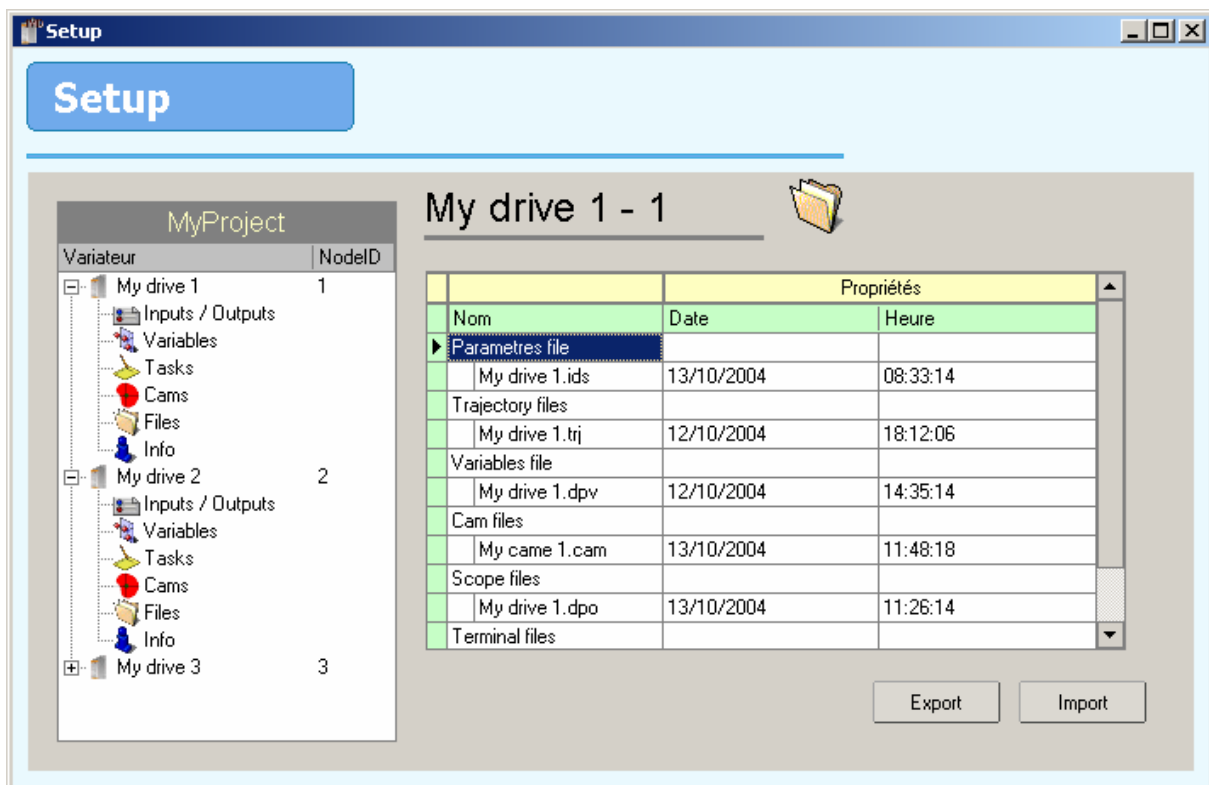 Setup
Setup
MyProject
Variateur NodeID
My drive 1 1
Inputs / Outputs
Variables
Tasks
Cams
Files
Info
My drive 2 2
Inputs / Outputs
Variables
Tasks
Cams
Files
Info
My drive 3 3
My drive 1 - 1
Propriétés
Nom Date Heure
Parametres file
My drive 1.ids 13/10/2004 08:33:14
Trajectory files
My drive 1.trj 12/10/2004 18:12:06
Variables file
My drive 1.dpv 12/10/2004 14:35:14
Cam files
My came 1.cam 13/10/2004 11:48:18
Scope files
My drive 1.dpo 13/10/2004 11:26:14
Terminal files
Export Import